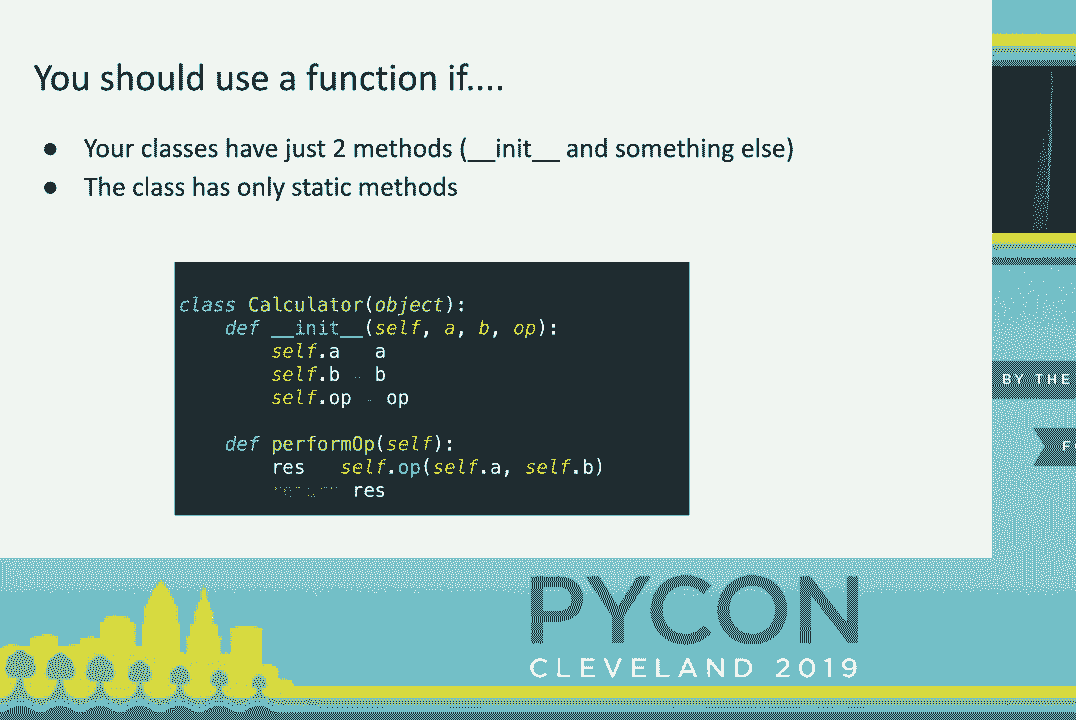 You should use a function if....
● Your classes have just 2 methods (__init__ and something else)
● The class has only static methods
class Calculator(object):
    def __init__(self, a, b, op):
        self.a   a
        self.b   b
        self.op   op
    def performOp(self):
        res   self.op(self.a, self.b)
        res
BY THE
F
PYCON
CLEVELAND 2019